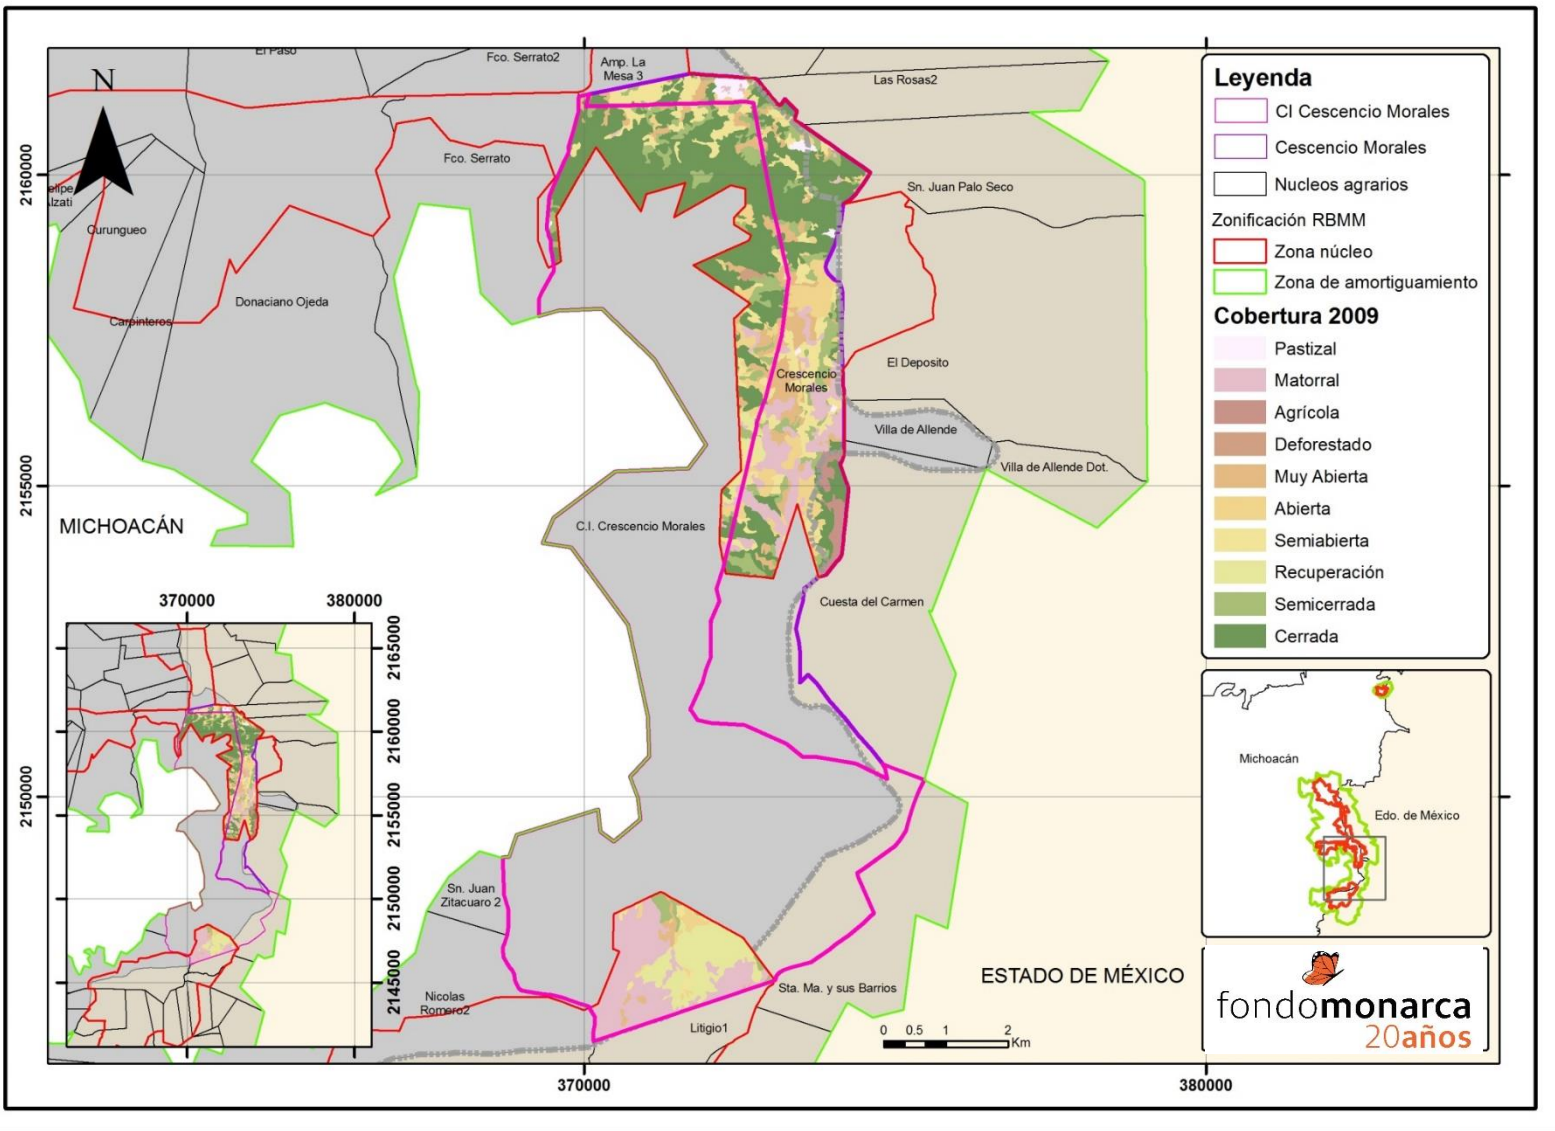 El Paso
Fco. Serrato2
Amp. La
Mesa 3
Las Rosas2
N
Fco. Serrato
Sn. Juan Palo Seco
elipe
lzati
Curungueo
Donaciano Ojeda
Carpinteros
El Deposito
Crescencio
Morales
Villa de Allende
Villa de Allende Dot.
MICHOACÁN
C.I. Crescencio Morales
Cuesta del Carmen
Sn. Juan
Zitacuaro 2
ESTADO DE MÉXICO
Sta. Ma. y sus Barrios
Nicolas
Romero2
Litigio1
0 0.5 1 2
Km
2160000
2155000
2150000
370000
380000
370000 380000
2165000
2160000
2155000
2150000
2145000
Leyenda
CI Cescencio Morales
Cescencio Morales
Nucleos agrarios
Zonificación RBMM
Zona núcleo
Zona de amortiguamiento
Cobertura 2009
Pastizal
Matorral
Agrícola
Deforestado
Muy Abierta
Abierta
Semiabierta
Recuperación
Semicerrada
Cerrada
Michoacán
Edo. de México
fondomonarca
20años